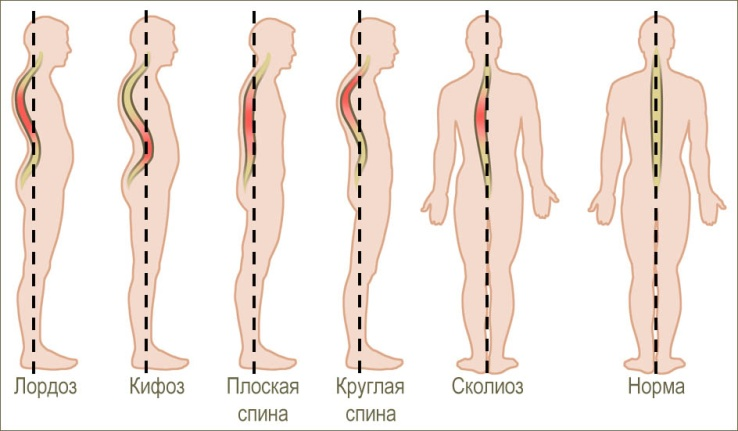 Лордоз
Кифоз
Плоская
спина
Круглая
спина
Сколиоз
Норма